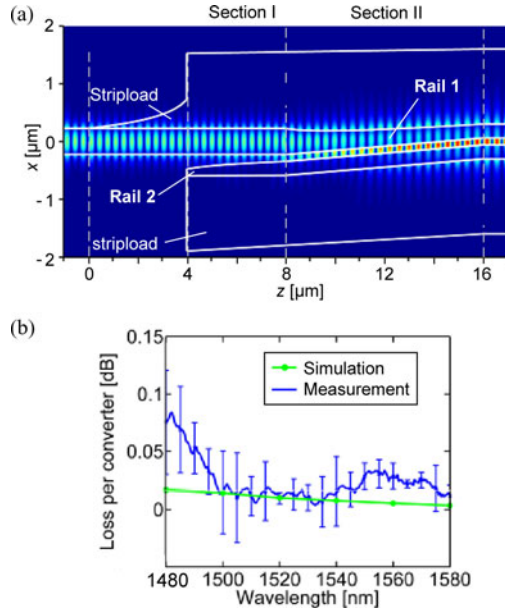 (a)
Section I
Section II
2
1
0
-1
-2
x [µm]
Stripload
Rail 1
Rail 2
stripload
0
4
8
12
16
z [µm]
(b)
0.15
0.1
0.05
0
Loss per converter [dB]
Simulation
Measurement
1480
1500
1520
1540
1560
1580
Wavelength [nm]